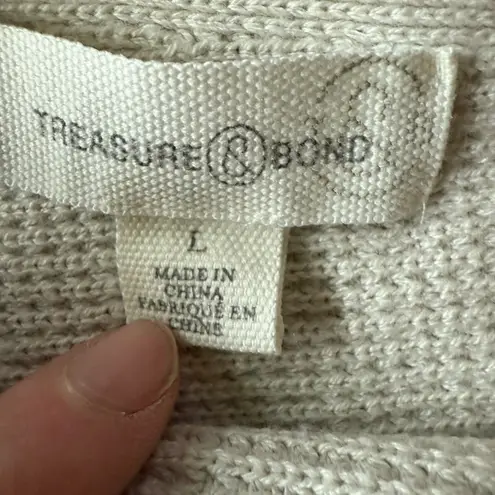 TREASURE & BOND
L
MADE IN
CHINA
FABRIQUÉ EN
CHINE